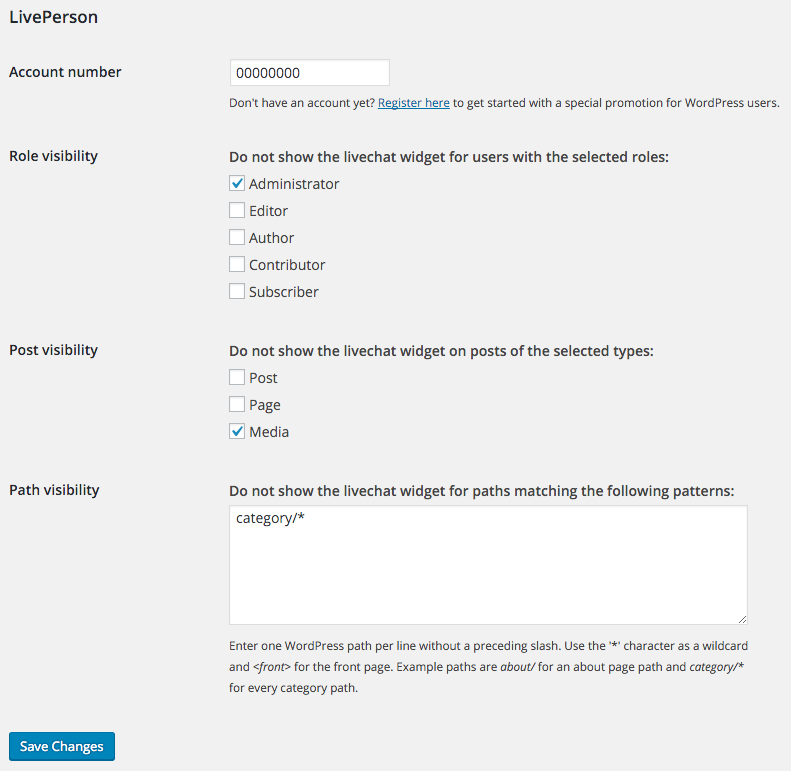 LivePerson
Account number
00000000
Don't have an account yet? Register here to get started with a special promotion for WordPress users.
Role visibility
Do not show the livechat widget for users with the selected roles:
Administrator
Editor
Author
Contributor
Subscriber
Post visibility
Do not show the livechat widget on posts of the selected types:
Post
Page
Media
Path visibility
Do not show the livechat widget for paths matching the following patterns:
category/*
Enter one WordPress path per line without a preceding slash. Use the '*' character as a wildcard
and <front> for the front page. Example paths are about/ for an about page path and category/*
for every category path.
Save Changes